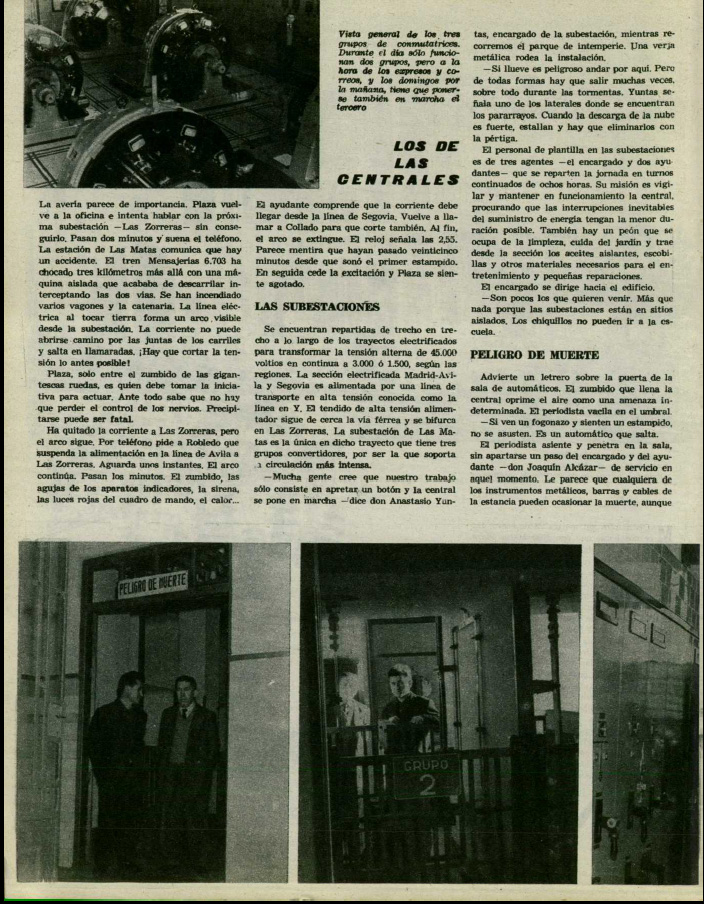 Vista general de los tres
grupos de conmutatrices.
Durante el día sólo funcio-
nan dos grupos, pero a la
hora de los expresos y co-
rreos, y los domingos por
la mañana, tiene que poner-
se también en marcha el
tercero
LOS DE
LAS
CENTRALES
La avería parece de importancia. Plaza vuel-
ve a la oficina e intenta hablar con la próxi-
ma subestación —Las Zorreras— sin conse-
guirlo. Pasan dos minutos y suena el teléfono.
La estación de Las Matas comunica que hay
un accidente. El tren Mensajerías 6.703 ha
chocado tres kilómetros más allá con una má-
quina aislada que acababa de descarrilar in-
terceptando las dos vías. Se han incendiado
varios vagones y la catenaria. La línea eléc-
trica al tocar tierra forma un arco visible
desde la subestación. La corriente no puede
abrirse camino por las juntas de los carriles
y salta en llamaradas. ¡Hay que cortar la ten-
sión lo antes posible!
Plaza, solo entre el zumbido de las gigan-
tescas ruedas, es quien debe tomar la inicia-
tiva para actuar. Ante todo sabe que no hay
que perder el control de los nervios. Precipi-
tarse puede ser fatal.
Ha quitado la corriente a Las Zorreras, pero
el arco sigue. Por teléfono pide a Robledo que
suspenda la alimentación en la línea de Avila a
Las Zorreras. Aguarda unos instantes. El arco
continúa. Pasan los minutos. El zumbido, las
agujas de los aparatos indicadores, la sirena,
las luces rojas del cuadro de mando, el calor...
El ayudante comprende que la corriente debe
llegar desde la línea de Segovia. Vuelve a lla-
mar a Collado para que corte también. Al fin,
el arco se extingue. El reloj señala las 2,55.
Parece mentira que hayan pasado veinticinco
minutos desde que sonó el primer estampido.
En seguida cede la excitación y Plaza se sien-
te agotado.
LAS SUBESTACIONES
Se encuentran repartidas de trecho en tre-
cho a lo largo de los trayectos electrificados
para transformar la tensión alterna de 45.000
voltios en continua a 3.000 ó 1.500, según las
regiones. La sección electrificada Madrid-Avi-
la y Segovia es alimentada por una línea de
transporte en alta tensión conocida como la
línea en Y. El tendido de alta tensión alimen-
tador sigue de cerca la vía férrea y se bifurca
en Las Zorreras. La subestación de Las Ma-
tas es la única en dicho trayecto que tiene tres
grupos convertidores, por ser la que soporta
la circulación más intensa.
—Mucha gente cree que nuestro trabajo
sólo consiste en apretar un botón y la central
se pone en marcha —dice don Anastasio Yun-
tas, encargado de la subestación, mientras re-
corremos el parque de intemperie. Una verja
metálica rodea la instalación.
—Si llueve es peligroso andar por aquí. Pero
de todas formas hay que salir muchas veces,
sobre todo durante las tormentas. Yuntas se-
ñala uno de los laterales donde se encuentran
los pararrayos. Cuando la descarga de la nube
es fuerte, estallan y hay que eliminarlos con
la pértiga.
El personal de plantilla en las subestaciones
es de tres agentes —el encargado y dos ayu-
dantes— que se reparten la jornada en turnos
continuados de ochos horas. Su misión es vigi-
lar y mantener en funcionamiento la central,
procurando que las interrupciones inevitables
del suministro de energía tengan la menor du-
ración posible. También hay un peón que se
ocupa de la limpieza, cuida del jardín y trae
desde la sección los aceites aislantes, escobi-
llas y otros materiales necesarios para el en-
tretenimiento y pequeñas reparaciones.
El encargado se dirige hacia el edificio.
—Son pocos los que quieren venir. Más que
nada porque las subestaciones están en sitios
aislados. Los chiquillos no pueden ir a la es-
cuela.
PELIGRO DE MUERTE
Advierte un letrero sobre la puerta de la
sala de automáticos. El zumbido que llena la
central oprime el aire como una amenaza in-
determinada. El periodista vacila en el umbral.
—Si ven un fogonazo y sienten un estampido,
no se asusten. Es un automático que salta.
El periodista asiente y penetra en la sala,
sin apartarse un paso del encargado y del ayu-
dante —don Joaquín Alcázar— de servicio en
aquel momento. Le parece que cualquiera de
los instrumentos metálicos, barras y cables de
la estancia pueden ocasionar la muerte, aunque
PELIGRO DE MUERTE
GRUPO
2